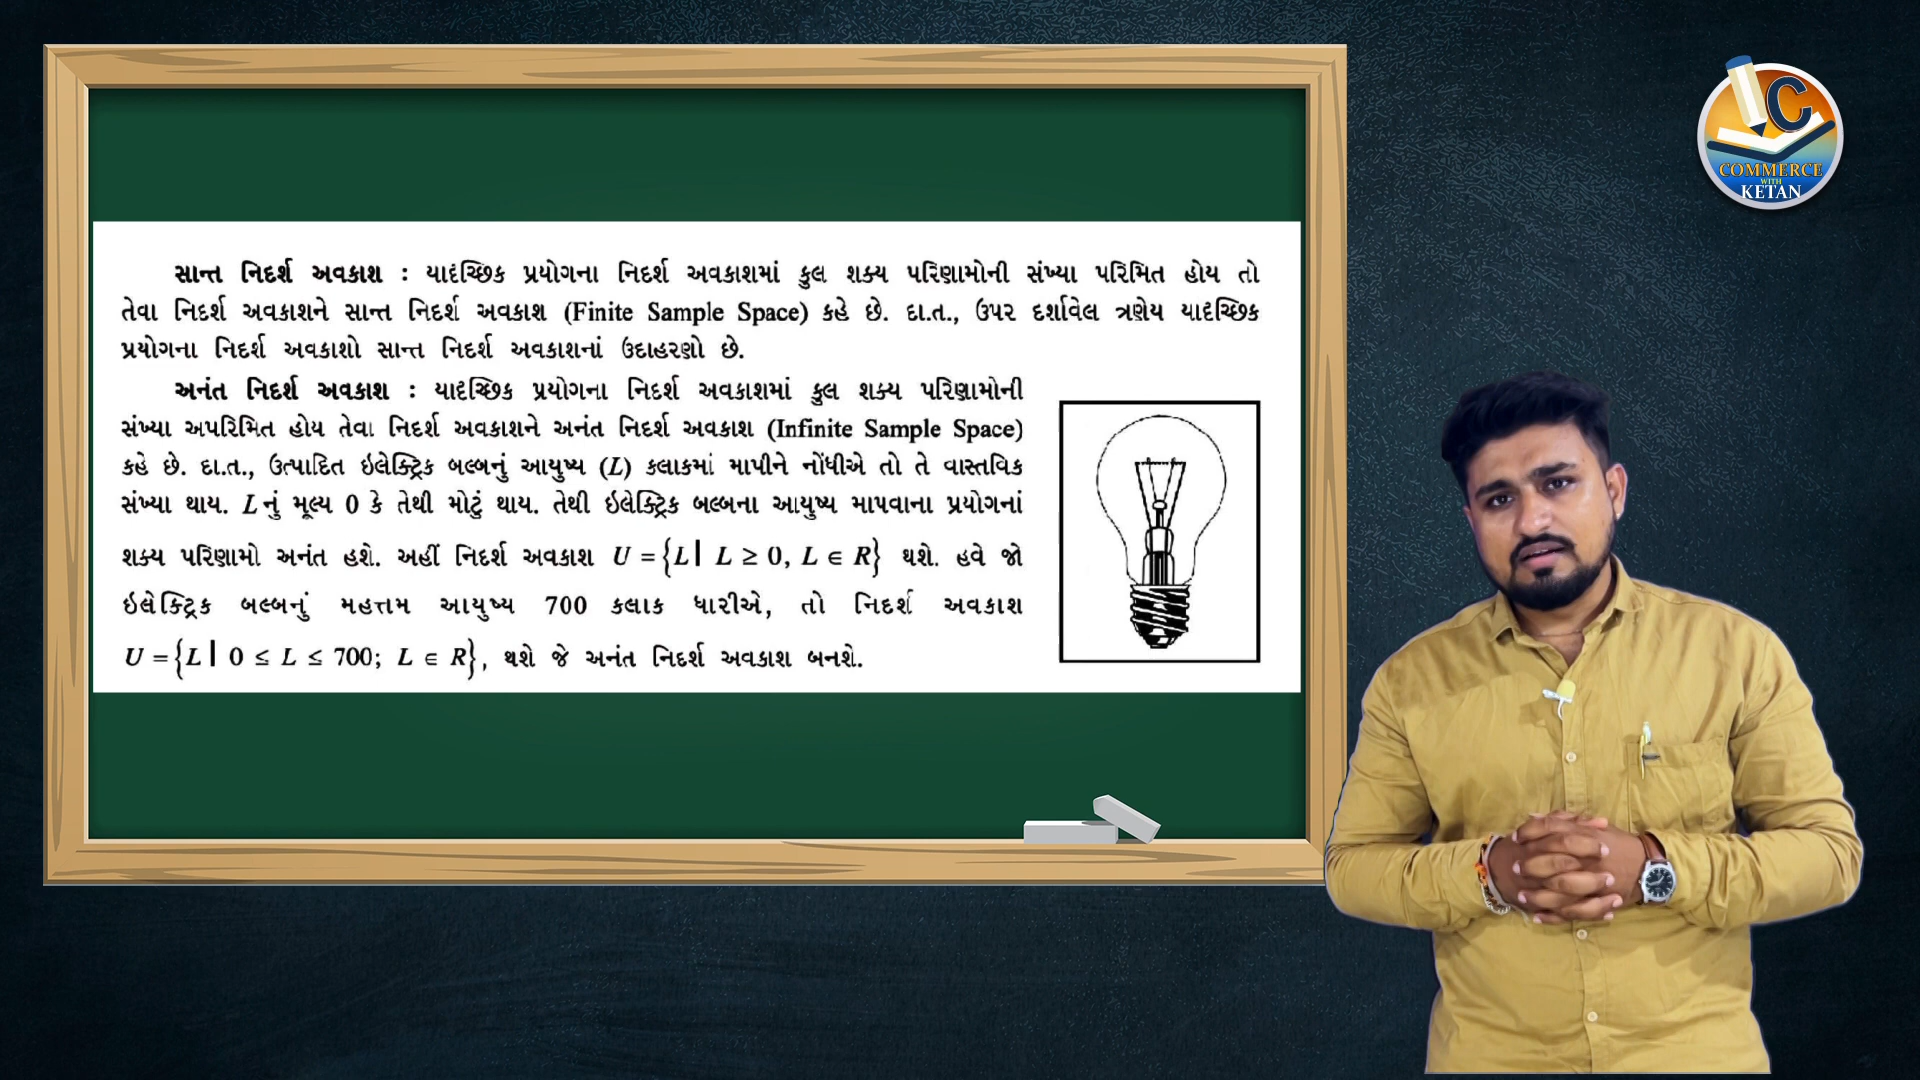 સાન્ત નિદર્શ અવકાશ : યાદૃચ્છિક પ્રયોગના નિદર્શ અવકાશમાં કુલ શક્ય પરિણામોની સંખ્યા પરિમિત હોય તો
તેવા નિદર્શ અવકાશને સાન્ત નિદર્શ અવકાશ (Finite Sample Space) કહે છે. દા.ત., ઉપર દર્શાવેલ ત્રણેય યાદૃચ્છિક
પ્રયોગના નિદર્શ અવકાશો સાન્ત નિદર્શ અવકાશનાં ઉદાહરણો છે.
અનંત નિદર્શ અવકાશ : યાદૃચ્છિક પ્રયોગના નિદર્શ અવકાશમાં કુલ શક્ય પરિણામોની
સંખ્યા અપરિમિત હોય તેવા નિદર્શ અવકાશને અનંત નિદર્શ અવકાશ (Infinite Sample Space)
કહે છે. દા.ત., ઉત્પાદિત ઇલેક્ટ્રિક બલ્બનું આયુષ્ય (L) કલાકમાં માપીને નોંધીએ તો તે વાસ્તવિક
સંખ્યા થાય. L નું મૂલ્ય 0 કે તેથી મોટું થાય. તેથી ઇલેક્ટ્રિક બલ્બના આયુષ્ય માપવાના પ્રયોગનાં
શક્ય પરિણામો અનંત હશે. અહીં નિદર્શ અવકાશ U = {L | L ≥ 0, L ∈ R} થશે. હવે જો
ઇલેક્ટ્રિક બલ્બનું મહત્તમ આયુષ્ય 700 કલાક ધારીએ, તો નિદર્શ અવકાશ
U = {L | 0 ≤ L ≤ 700; L ∈ R}, થશે જે અનંત નિદર્શ અવકાશ બનશે.
C
COMMERCE
WITH
KETAN